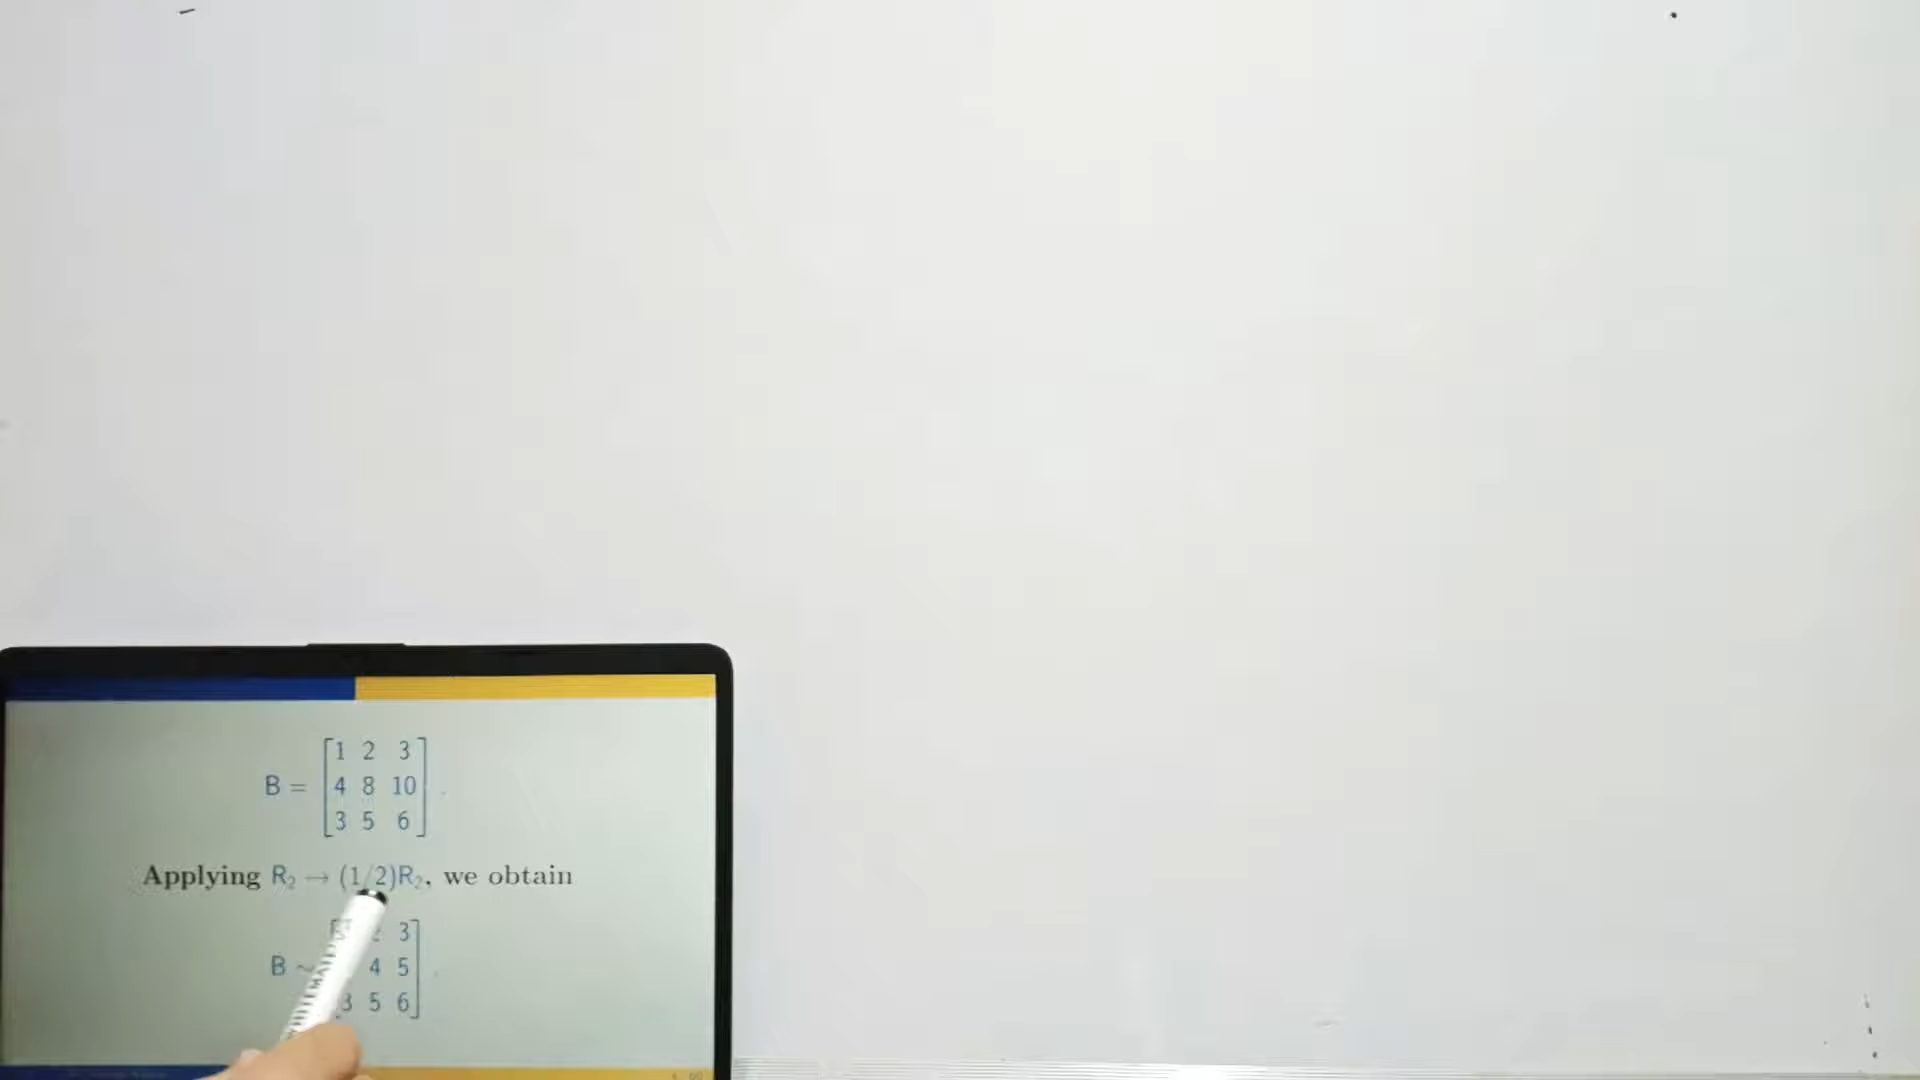 1 2 3
B = 4 8 10 .
3 5 6
Applying R₂ → (1/2)R₂, we obtain
2 3
B ~ 4 5 .
3 5 6